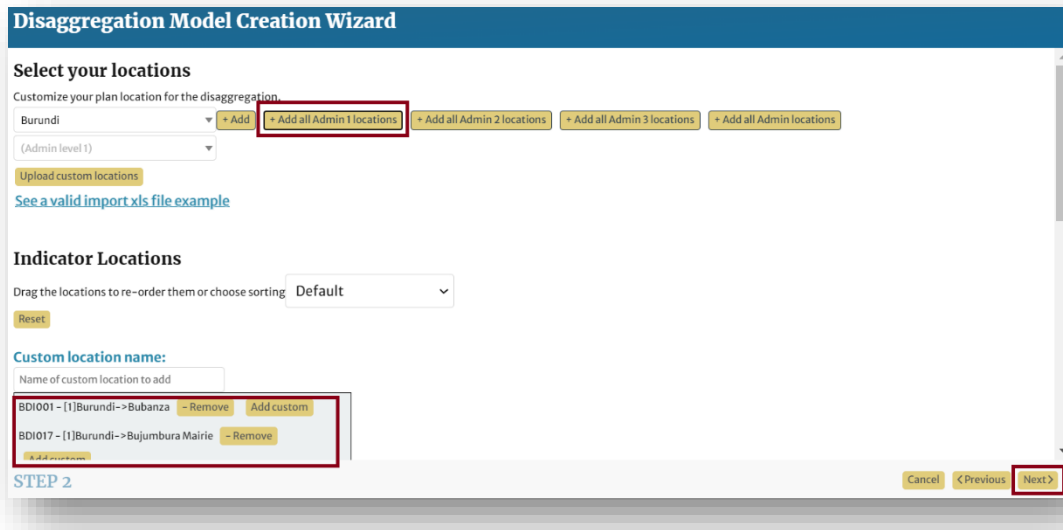 Disaggregation Model Creation Wizard
Select your locations
Customize your plan location for the disaggregation.
Burundi + Add + Add all Admin 1 locations + Add all Admin 2 locations + Add all Admin 3 locations + Add all Admin locations
(Admin level 1)
Upload custom locations
See a valid import xls file example
Indicator Locations
Drag the locations to re-order them or choose sorting Default
Reset
Custom location name:
Name of custom location to add
BDI001 - [1]Burundi->Bubanza - Remove Add custom
BDI017 - [1]Burundi->Bujumbura Mairie - Remove
Add custom
STEP 2 Cancel <Previous Next>